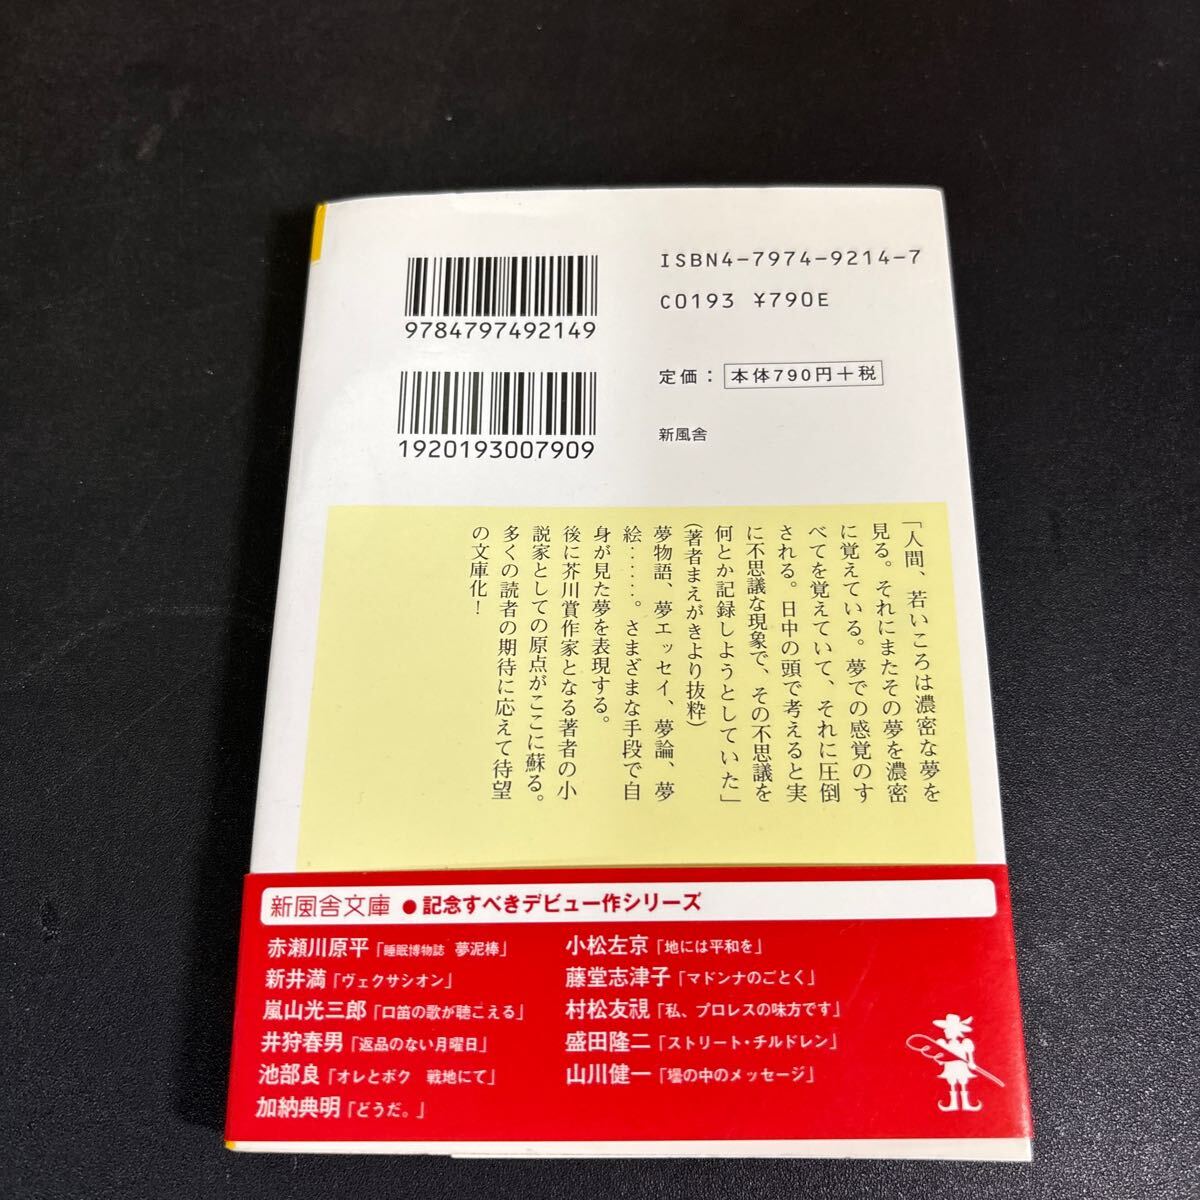 ISBN4-7974-9214-7
C0193 ¥790E
9784797492149
定価：本体790円+税
1920193007909
新風舎
「人間、若いころは濃密な夢を
見る。それにまたその夢を濃密
に覚えている。夢での感覚のす
べてを覚えていて、それに圧倒
される。日中の頭で考えると実
に不思議な現象で、その不思議を
何とか記録しようとしていた」
(著者まえがきより抜粋)
夢物語、夢エッセイ、夢論、夢
絵……。さまざまな手段で自
身が見た夢を表現する。
後に芥川賞作家となる著者の小
説家としての原点がここに蘇る。
多くの読者の期待に応えて待望
の文庫化！
新風舎文庫 ●記念すべきデビュー作シリーズ
赤瀬川原平「睡眠博物誌 夢泥棒」
新井満「ヴェクサシオン」
嵐山光三郎「口笛の歌が聴こえる」
井狩春男「返品のない月曜日」
池部良「オレとボク 戦地にて」
加納典明「どうだ。」
小松左京「地には平和を」
藤堂志津子「マドンナのごとく」
村松友視「私、プロレスの味方です」
盛田隆二「ストリート・チルドレン」
山川健一「壜の中のメッセージ」